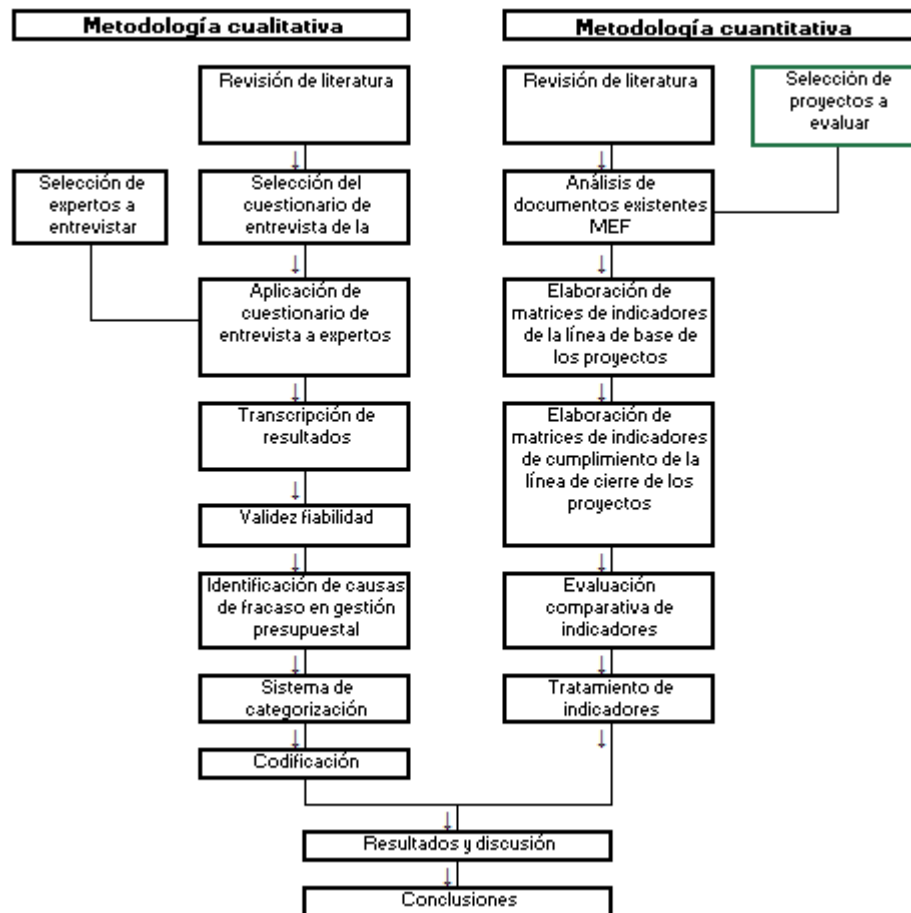 Metodología cualitativa
Revisión de literatura
Selección de
expertos a
entrevistar
Selección del
cuestionario de
entrevista de la
Aplicación de
cuestionario de
entrevista a expertos
Transcripción de
resultados
Validez fiabilidad
Identificación de causas
de fracaso en gestión
presupuestal
Sistema de
categorización
Codificación
Metodología cuantitativa
Revisión de literatura
Selección de
proyectos a
evaluar
Análisis de
documentos existentes
MEF
Elaboración de
matrices de indicadores
de la línea de base de
los proyectos
Elaboración de
matrices de indicadores
de cumplimiento de la
línea de cierre de los
proyectos
Evaluación
comparativa de
indicadores
Tratamiento de
indicadores
Resultados y discusión
Conclusiones